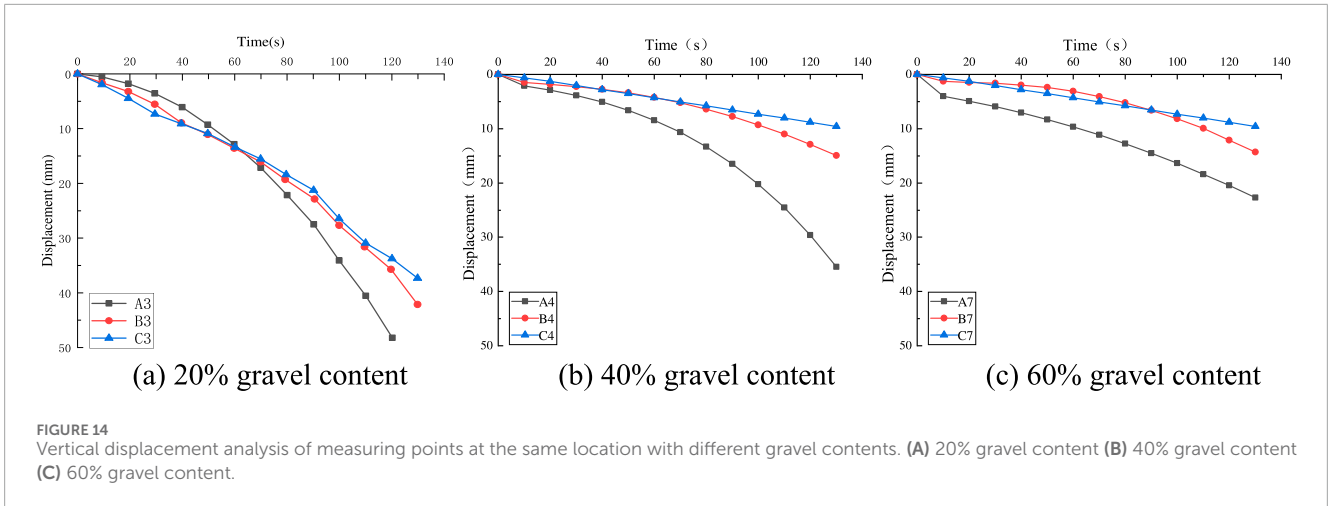 Time(s)
0 20 40 60 80 100 120 140
0
10
20
30
40
50
Displacement (mm)
A3
B3
C3
(a) 20% gravel content
Time（s）
0 20 40 60 80 100 120 140
0
10
20
30
40
50
Displacement（mm）
A4
B4
C4
(b) 40% gravel content
Time（s）
0 20 40 60 80 100 120 140
0
10
20
30
40
50
Displacement（mm）
A7
B7
C7
(c) 60% gravel content
FIGURE 14
Vertical displacement analysis of measuring points at the same location with different gravel contents. (A) 20% gravel content (B) 40% gravel content
(C) 60% gravel content.